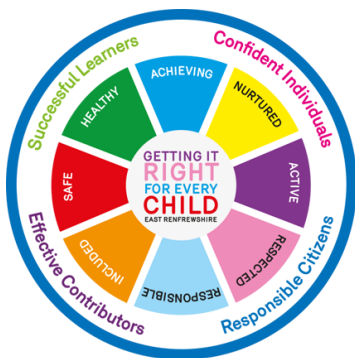 Successful Learners
Confident Individuals
ACHIEVING
NURTURED
ACTIVE
RESPECTED
RESPONSIBLE
INCLUDED
SAFE
HEALTHY
GETTING IT
RIGHT
FOR EVERY
CHILD
EAST RENFREWSHIRE
Effective Contributors
Responsible Citizens